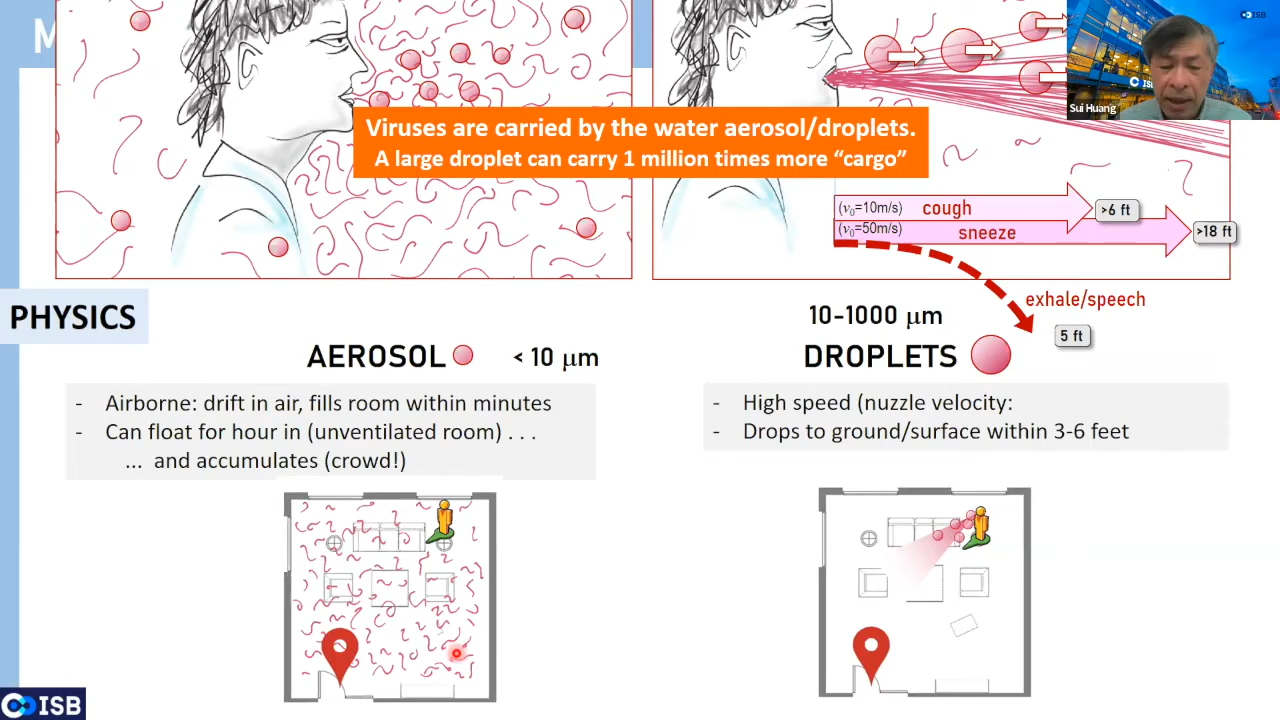 M
ISB
ISB
Sui Huang
Viruses are carried by the water aerosol/droplets.
A large droplet can carry 1 million times more “cargo”
(v₀=10m/s) cough
>6 ft
(v₀=50m/s) sneeze
>18 ft
exhale/speech
5 ft
PHYSICS
AEROSOL < 10 μm
10-1000 μm
DROPLETS
- Airborne: drift in air, fills room within minutes
- Can float for hour in (unventilated room) . . .
... and accumulates (crowd!)
- High speed (nuzzle velocity:
- Drops to ground/surface within 3-6 feet
ISB